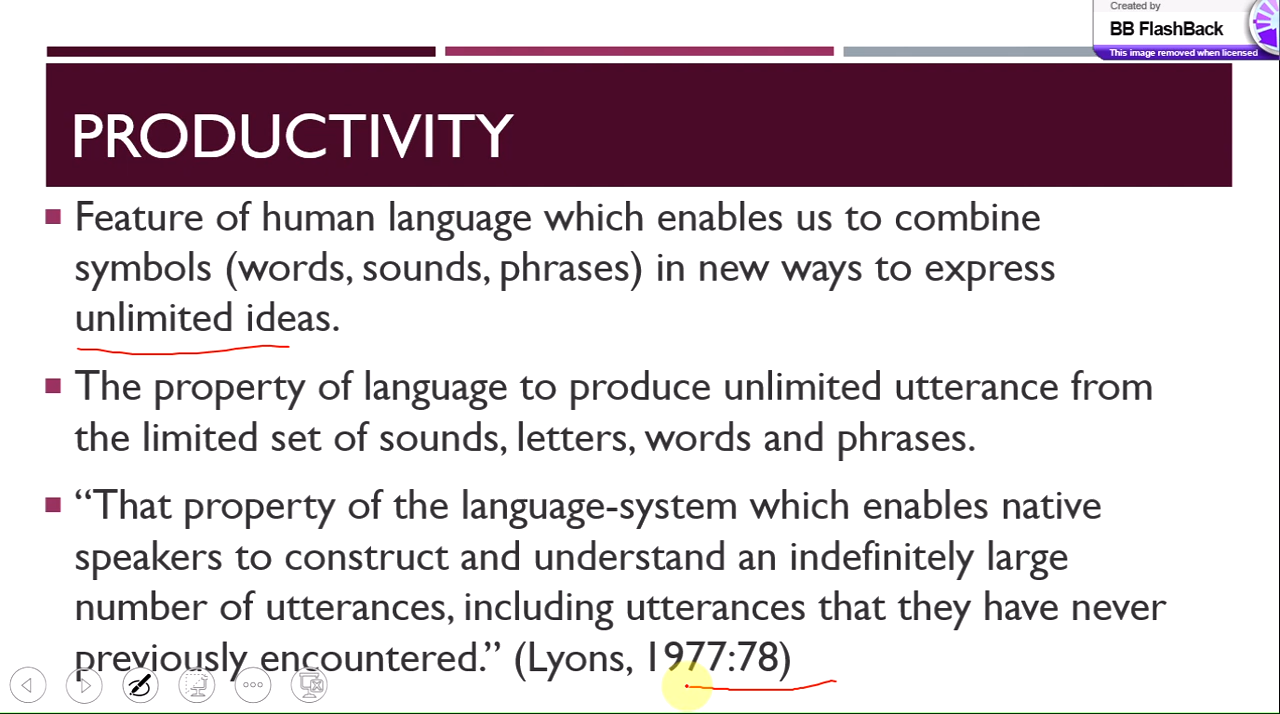 Created by
BB FlashBack
This image removed when licensed
PRODUCTIVITY
Feature of human language which enables us to combine
symbols (words, sounds, phrases) in new ways to express
unlimited ideas.
The property of language to produce unlimited utterance from
the limited set of sounds, letters, words and phrases.
“That property of the language-system which enables native
speakers to construct and understand an indefinitely large
number of utterances, including utterances that they have never
previously encountered.” (Lyons, 1977:78)